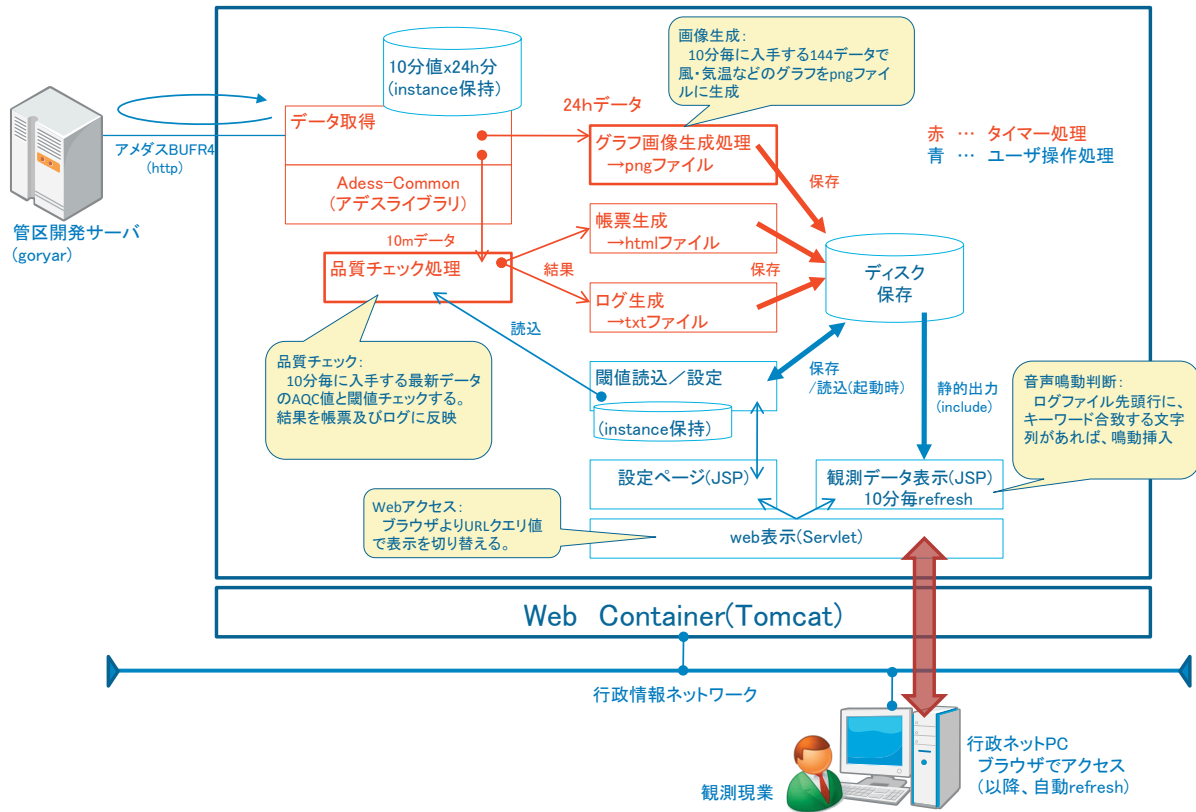 画像生成：
10分毎に入手する144データで
風・気温などのグラフをpngファイ
ルに生成
10分値x24h分
(instance保持)
24hデータ
データ取得
アメダスBUFR4
(http)
Adess-Common
(アデスライブラリ)
グラフ画像生成処理
→pngファイル
赤　…　タイマー処理
青　…　ユーザ操作処理
保存
管区開発サーバ
(goryar)
10mデータ
帳票生成
→htmlファイル
品質チェック処理
結果
保存
ログ生成
→txtファイル
ディスク
保存
読込
品質チェック：
10分毎に入手する最新データ
のAQC値と閾値チェックする。
結果を帳票及びログに反映
閾値読込／設定
(instance保持)
保存
/読込(起動時)
静的出力
(include)
音声鳴動判断：
ログファイル先頭行に、
キーワード合致する文字
列があれば、鳴動挿入
設定ページ(JSP)
観測データ表示(JSP)
10分毎refresh
Webアクセス：
ブラウザよりURLクエリ値
で表示を切り替える。
web表示(Servlet)
Web　Container(Tomcat)
行政情報ネットワーク
観測現業
行政ネットPC
ブラウザでアクセス
(以降、自動refresh)